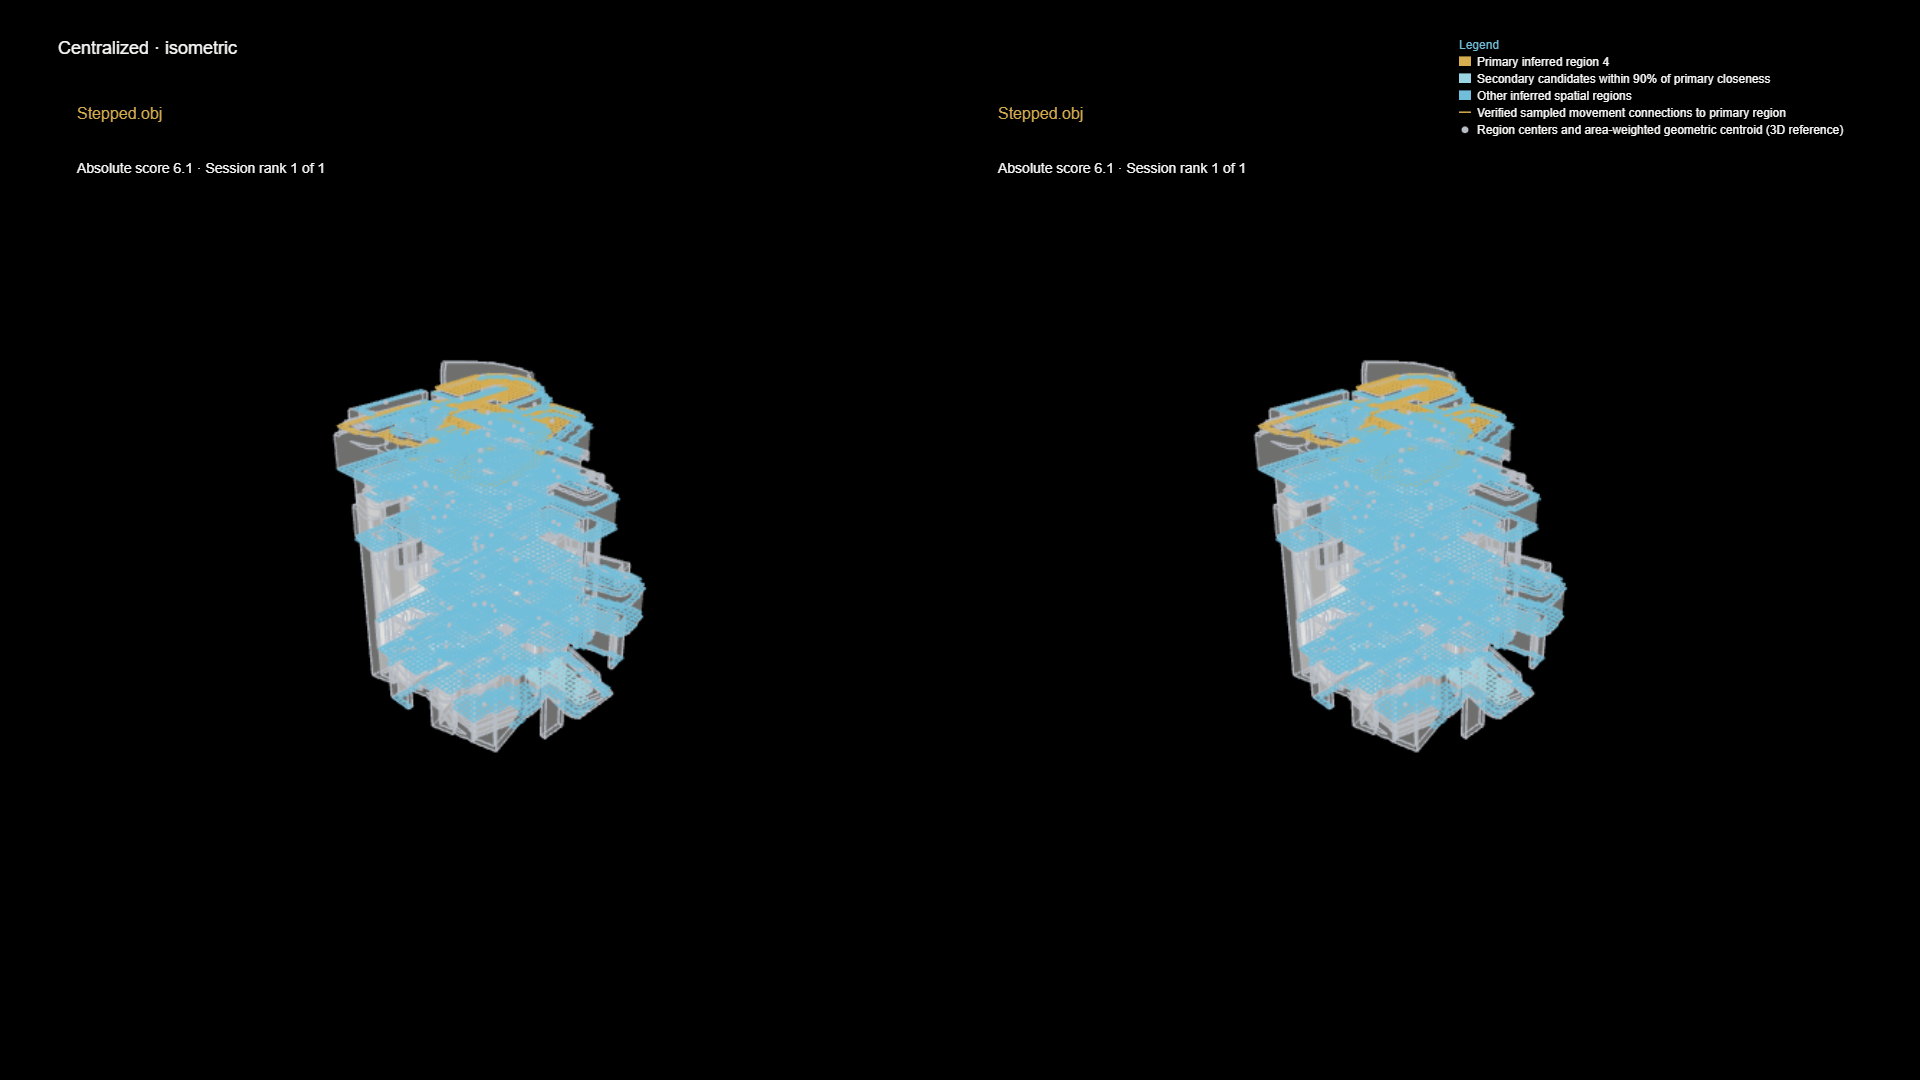 Centralized · isometric
Legend
Primary inferred region 4
Secondary candidates within 90% of primary closeness
Other inferred spatial regions
Verified sampled movement connections to primary region
Region centers and area-weighted geometric centroid (3D reference)
Stepped.obj
Absolute score 6.1 · Session rank 1 of 1
Stepped.obj
Absolute score 6.1 · Session rank 1 of 1